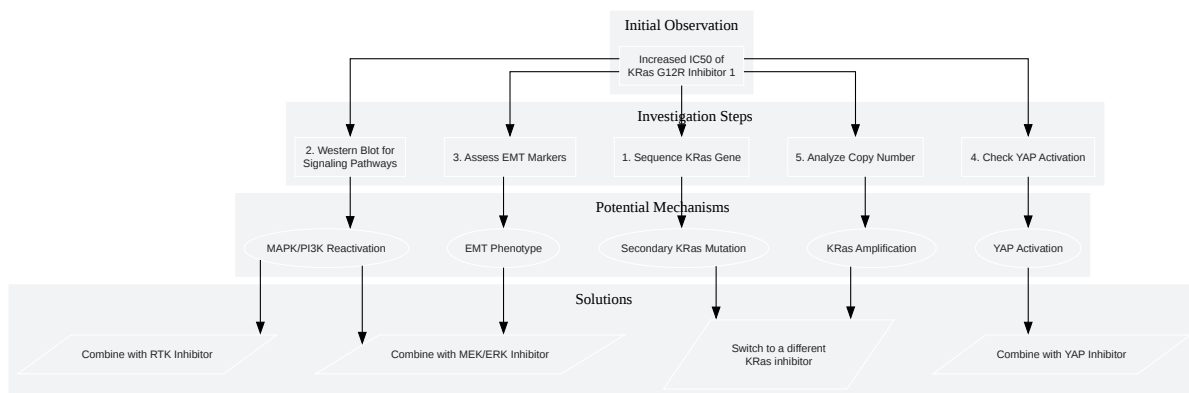 Initial Observation
Increased IC50 of
KRas G12R Inhibitor 1
Investigation Steps
2. Western Blot for
Signaling Pathways
3. Assess EMT Markers
1. Sequence KRas Gene
5. Analyze Copy Number
4. Check YAP Activation
Potential Mechanisms
MAPK/PI3K Reactivation
EMT Phenotype
Secondary KRas Mutation
KRas Amplification
YAP Activation
Solutions
Combine with RTK Inhibitor
Combine with MEK/ERK Inhibitor
Switch to a different
KRas inhibitor
Combine with YAP Inhibitor